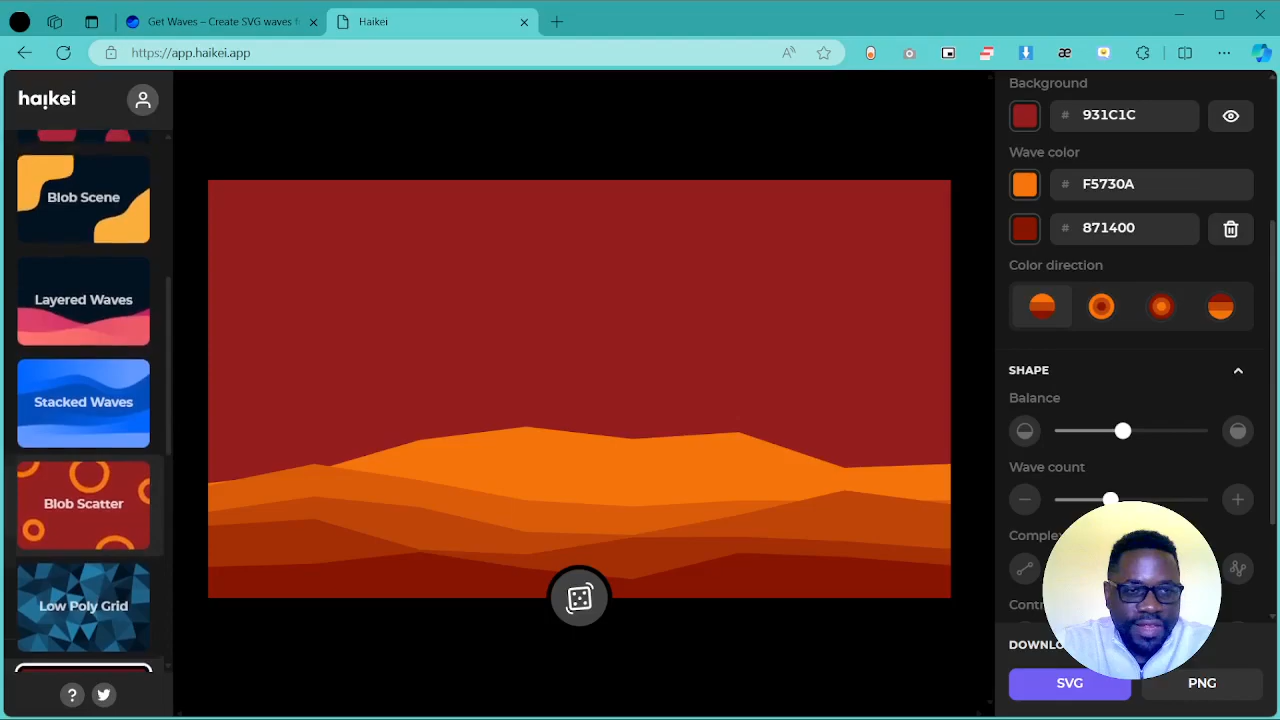 Get Waves – Create SVG waves f
Haikei
https://app.haikei.app
haikei
Blob Scene
Layered Waves
Stacked Waves
Blob Scatter
Low Poly Grid
Background
# 931C1C
Wave color
# F5730A
# 871400
Color direction
SHAPE
Balance
Wave count
Comple
Contr
DOWNLO
SVG
PNG